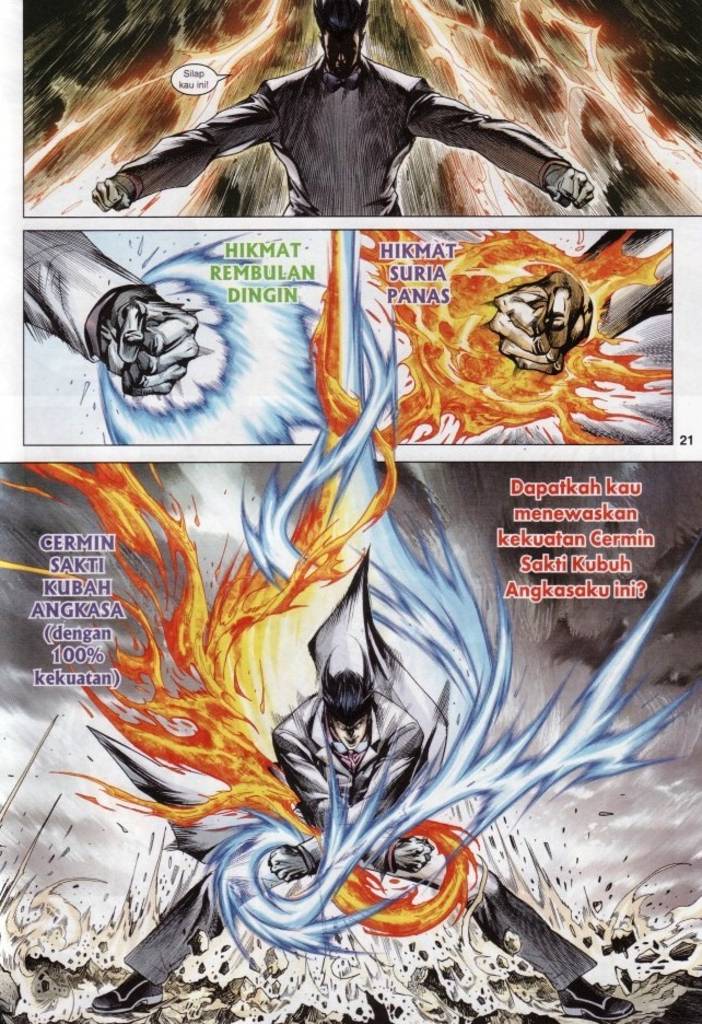 Silap
kau ini!
HIKMAT
REMBULAN
DINGIN
HIKMAT
SURIA
PANAS
21
CERMIN
SAKTI
KUBAH
ANGKASA
(dengan
100%
kekuatan)
Dapatkah kau
menewaskan
kekuatan Cermin
Sakti Kubuh
Angkasaku ini?